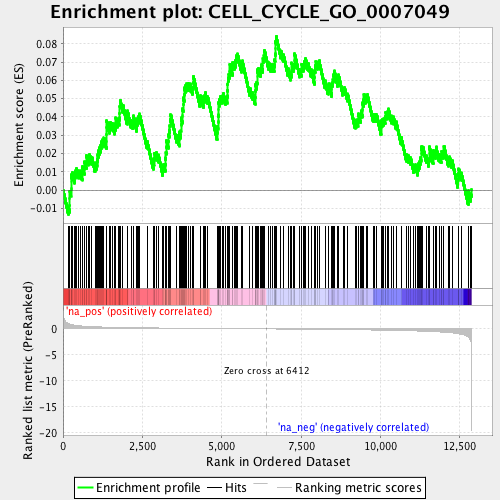 Enrichment plot: CELL_CYCLE_GO_0007049
Enrichment score (ES)
0.08
0.07
0.06
0.05
0.04
0.03
0.02
0.01
0.00
-0.01
'na_pos' (positively correlated)
Ranked list metric (PreRanked)
0
-5
-10
-15
-20
Zero cross at 6412
'na_neg' (negatively correlated)
0
2,500
5,000
7,500
10,000
12,500
Rank in Ordered Dataset
Enrichment profile
Hits
Ranking metric scores